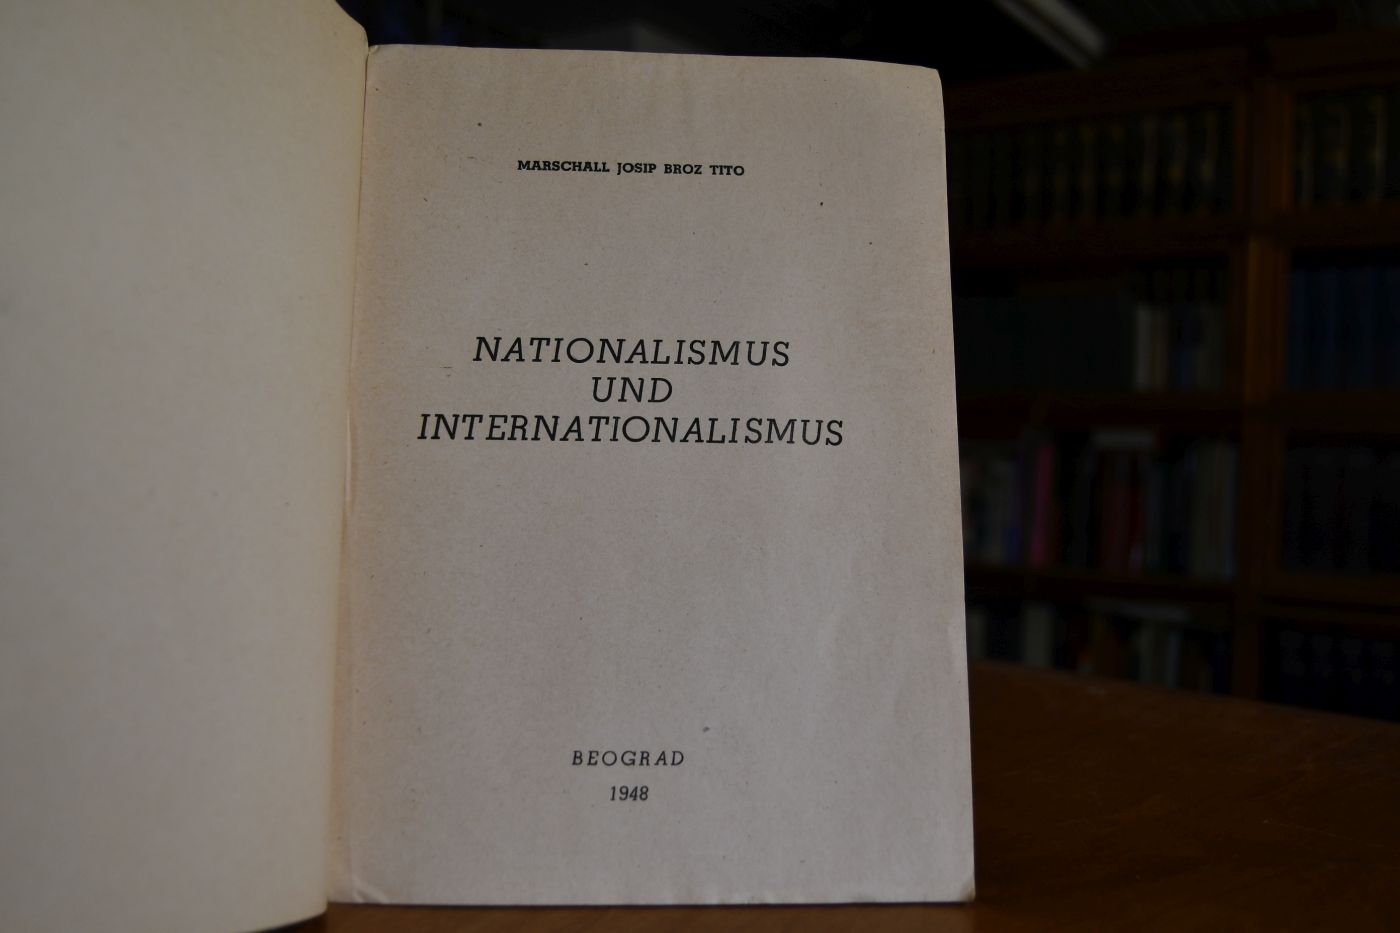 MARSCHALL JOSIP BROZ TITO
NATIONALISMUS
UND
INTERNATIONALISMUS
BEOGRAD
1948